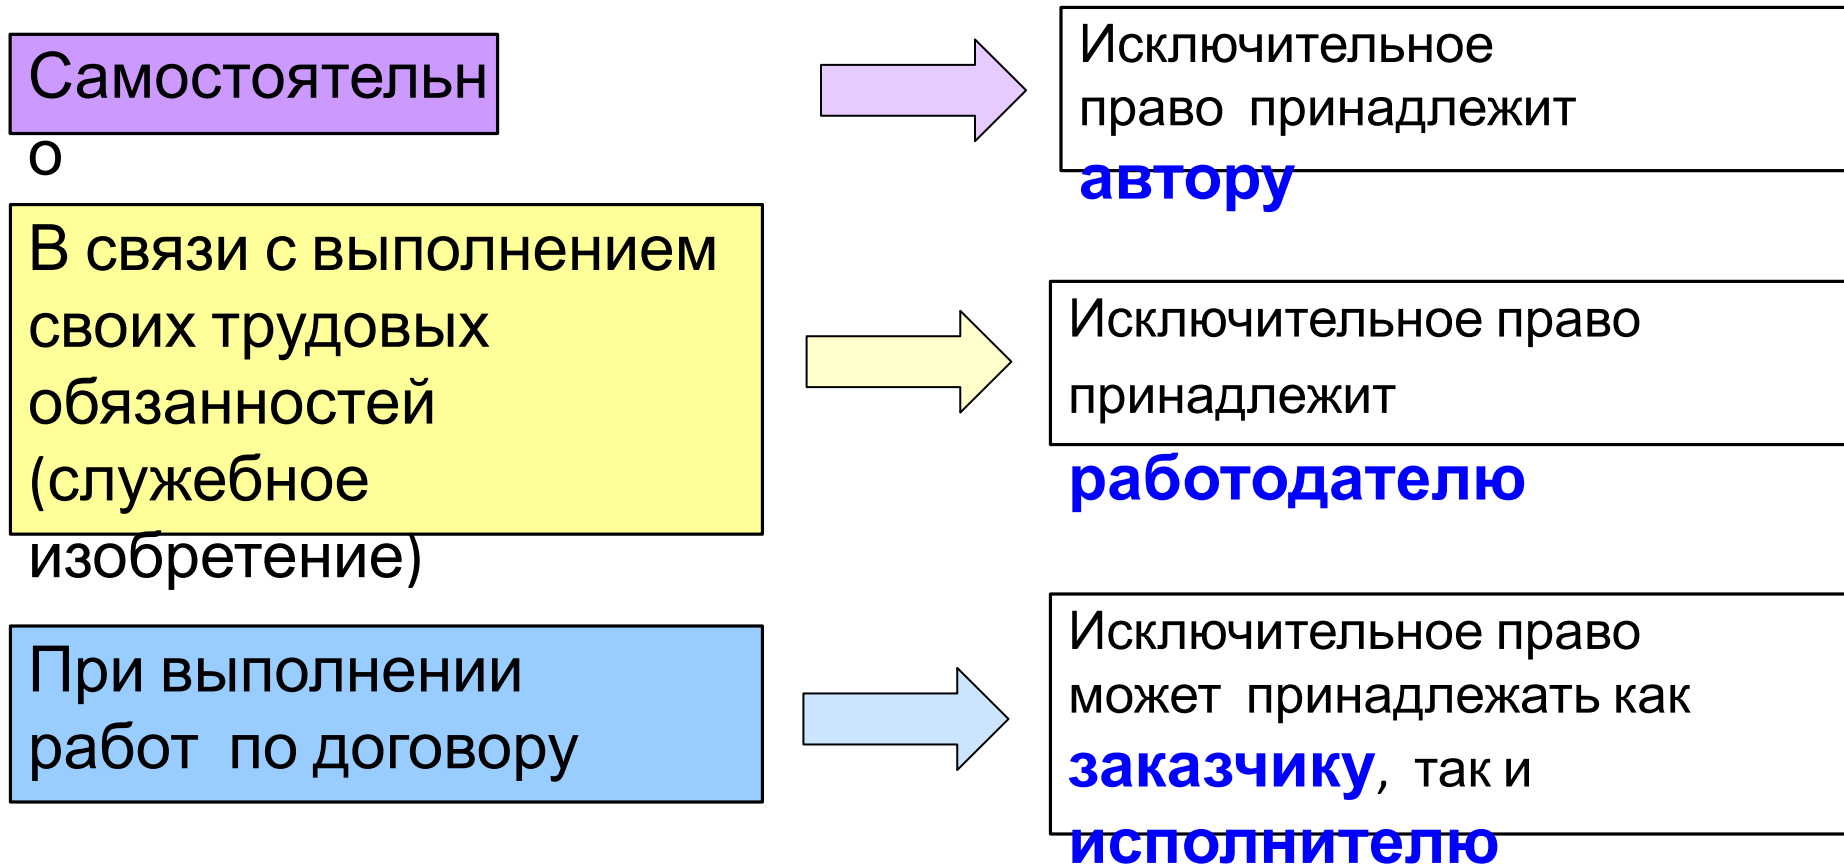 Самостоятельн
о
Исключительное
право принадлежит
автору
В связи с выполнением
своих трудовых
обязанностей
(служебное
изобретение)
Исключительное право
принадлежит
работодателю
При выполнении
работ по договору
Исключительное право
может принадлежать как
заказчику, так и
исполнителю